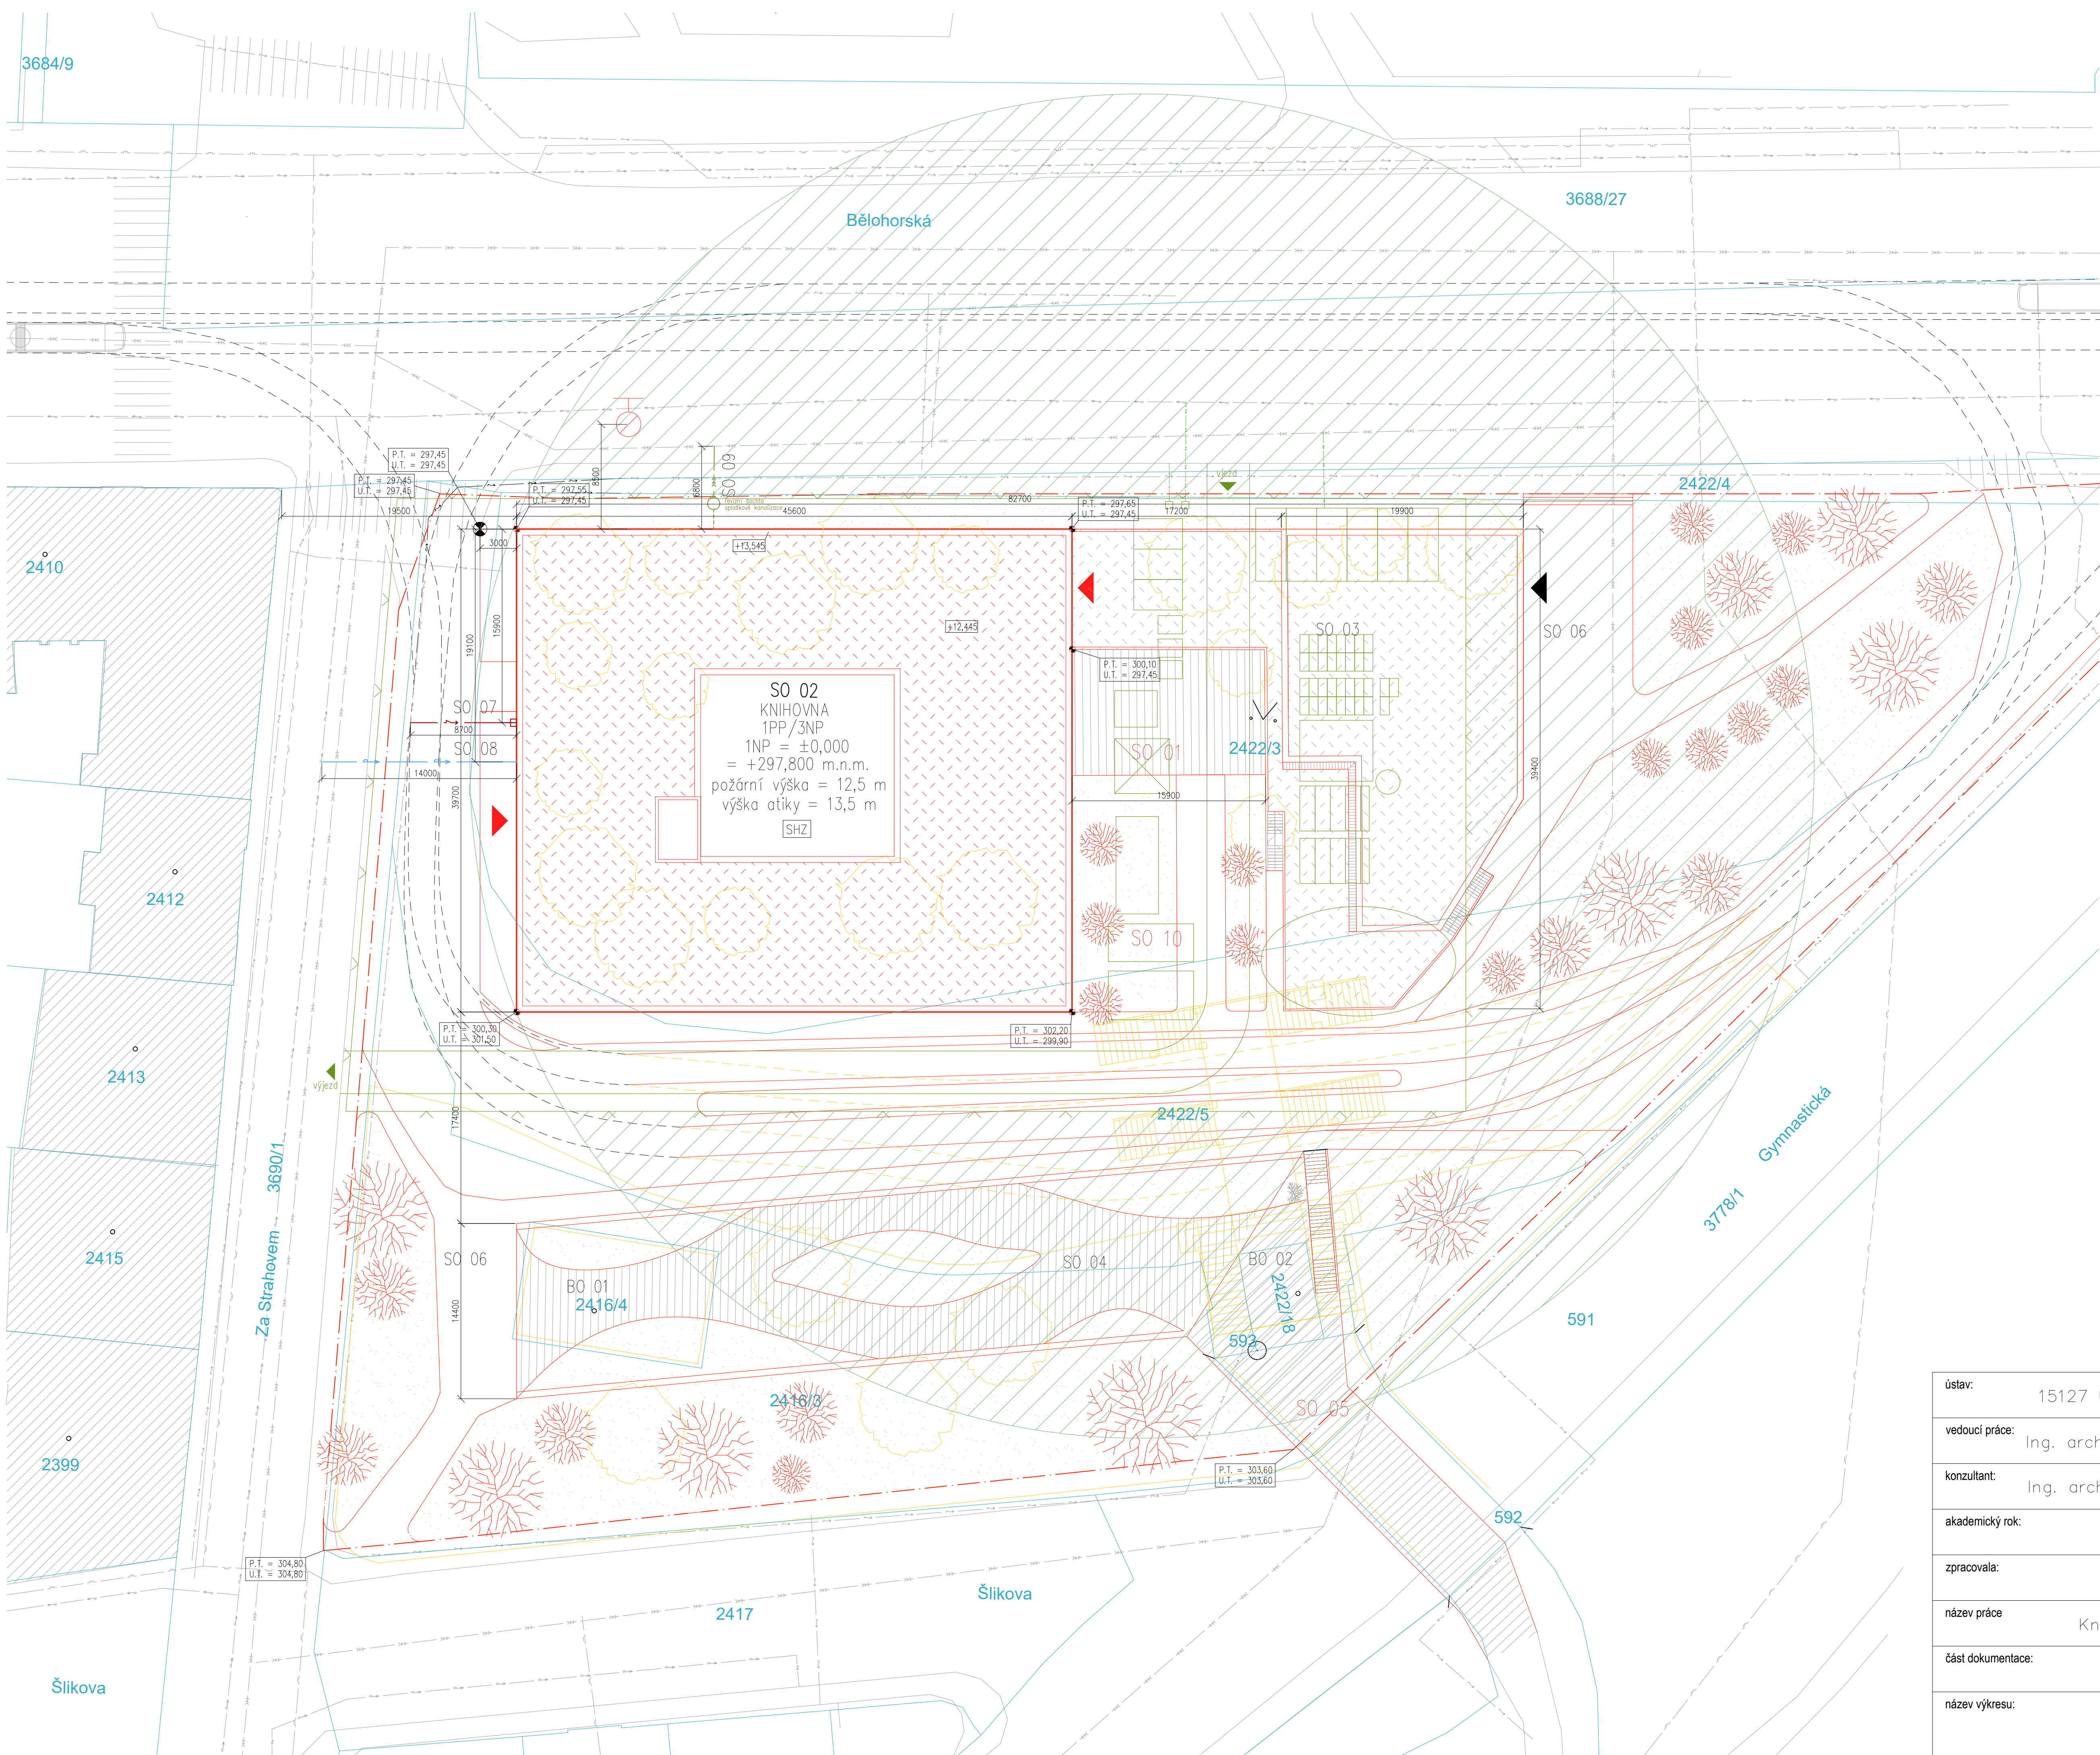 3684/9
3688/27
Bělohorská
P.T. = 297,45
U.T. = 297,45
P.T. = 297,45
U.T. = 297,45
P.T. = 297,55
U.T. = 297,45
8500
6800
SO 09
revizní šachta
splaškové kanalizace
vjezd
2422/4
19500
82700
45600
P.T. = 297,65
U.T. = 297,45
17200
19900
3000
+13,545
2410
15900
19100
+12,445
SO 03
SO 06
P.T. = 300,10
U.T. = 297,45
SO 02
KNIHOVNA
1PP/3NP
1NP = ±0,000
= +297,800 m.n.m.
požární výška = 12,5 m
výška atiky = 13,5 m
SHZ
SO 07
8700
SO 08
14000
SO 01
2422/3
39400
39700
15900
2412
SO 10
P.T. = 300,30
U.T. = 301,50
P.T. = 302,20
U.T. = 299,90
2413
výjezd
17400
2422/5
Gymnastická
3690/1
3778/1
2415
Za Strahovem
SO 06
BO 01
2416/4
SO 04
BO 02
2422/18
14400
593
591
2416/3
SO 05
2399
P.T. = 303,60
U.T. = 303,60
592
P.T. = 304,80
U.T. = 304,80
Šlikova
2417
Šlikova
ústav:
15127
vedoucí práce:
Ing. arch
konzultant:
Ing. arch
akademický rok:
zpracovala:
název práce
Kn
část dokumentace:
název výkresu: